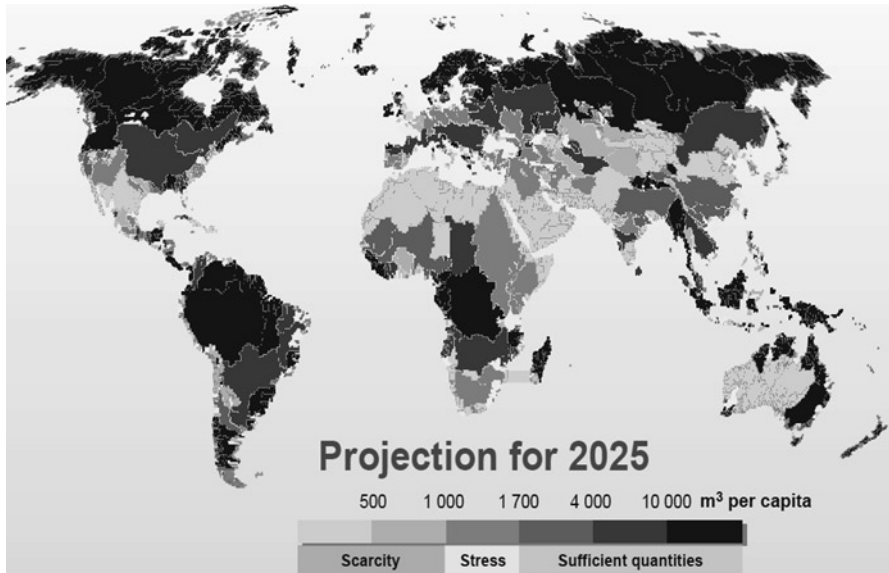 Projection for 2025
500 1 000 1 700 4 000 10 000 m³ per capita
Scarcity Stress Sufficient quantities